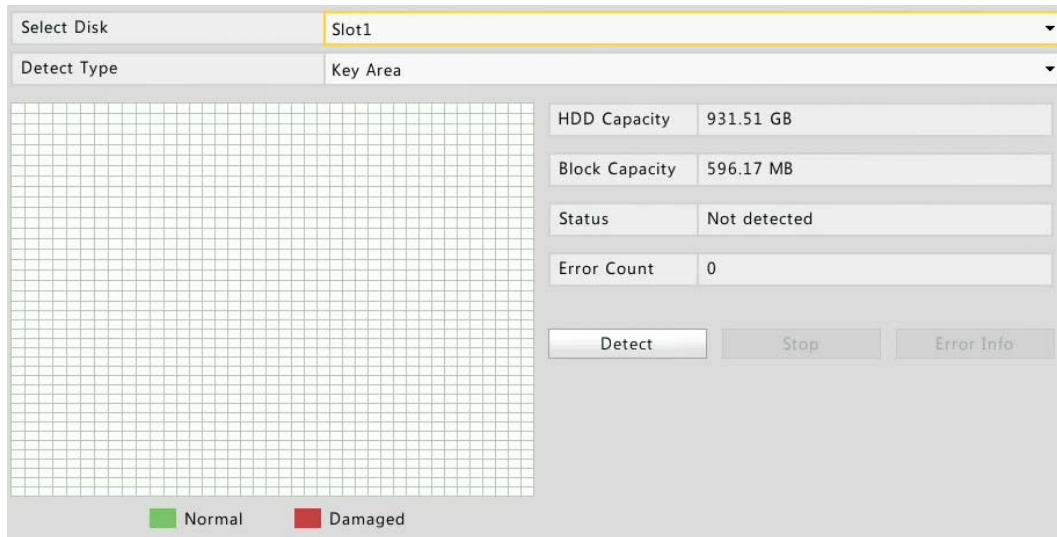 Select Disk Slot1
Detect Type Key Area
HDD Capacity 931.51 GB
Block Capacity 596.17 MB
Status Not detected
Error Count 0
Detect Stop Error Info
Normal Damaged